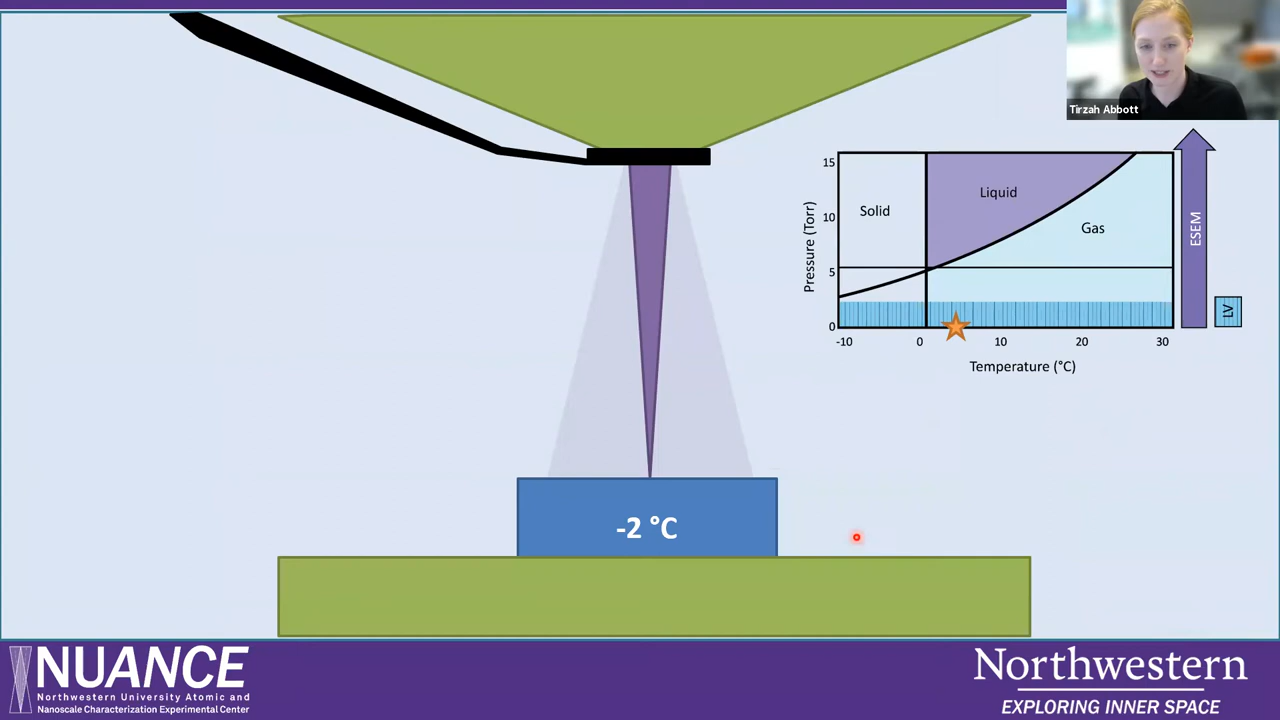 Tirzah Abbott
15
10
5
0
Pressure (Torr)
Solid
Liquid
Gas
-10
0
10
20
30
Temperature (°C)
ESEM
LV
-2 °C
NUANCE
Northwestern University Atomic and
Nanoscale Characterization Experimental Center
Northwestern
EXPLORING INNER SPACE